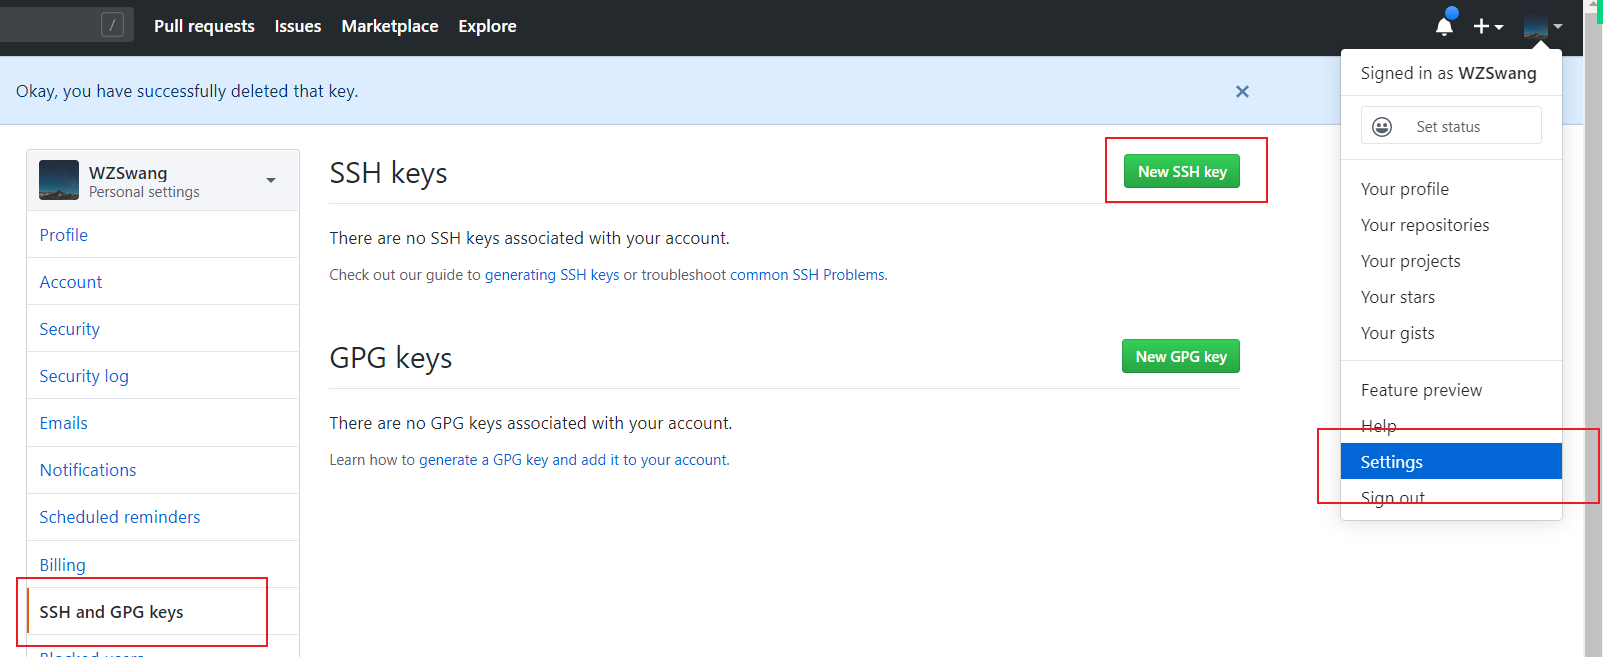 / Pull requests Issues Marketplace Explore
Okay, you have successfully deleted that key.
WZSwang
Personal settings
Profile
Account
Security
Security log
Emails
Notifications
Scheduled reminders
Billing
SSH and GPG keys
Blocked users
SSH keys
New SSH key
There are no SSH keys associated with your account.
Check out our guide to generating SSH keys or troubleshoot common SSH Problems.
GPG keys
New GPG key
There are no GPG keys associated with your account.
Learn how to generate a GPG key and add it to your account.
Signed in as WZSwang
Set status
Your profile
Your repositories
Your projects
Your stars
Your gists
Feature preview
Help
Settings
Sign out